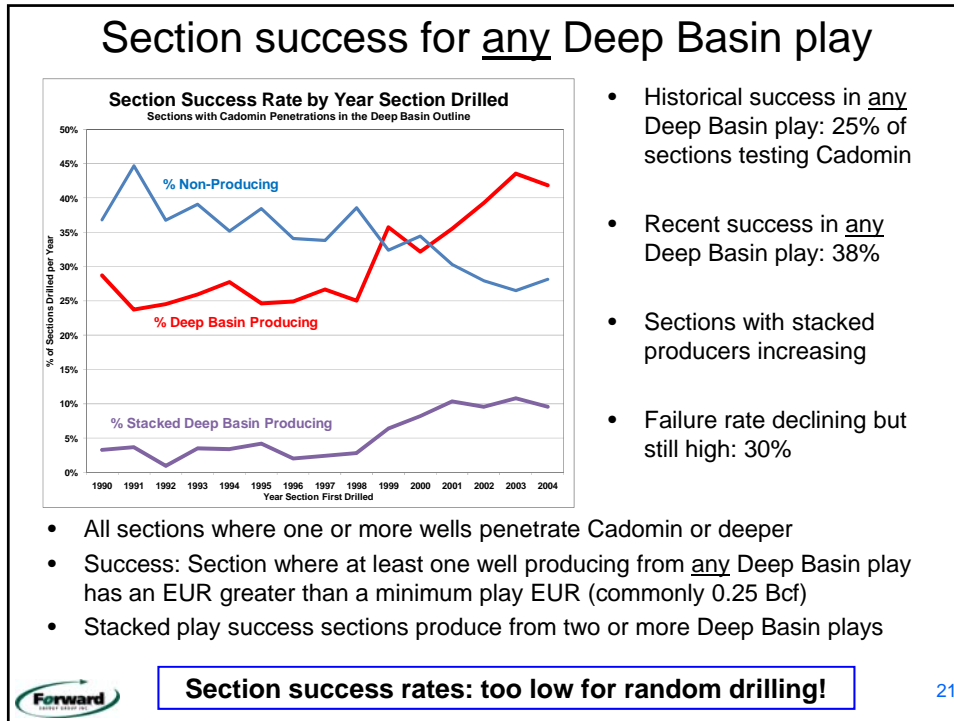 Section success for any Deep Basin play
Section Success Rate by Year Section Drilled
Sections with Cadomin Penetrations in the Deep Basin Outline
50%
45%
40%
35%
30%
25%
20%
15%
10%
5%
0%
% of Sections Drilled per Year
% Non-Producing
% Deep Basin Producing
% Stacked Deep Basin Producing
1990 1991 1992 1993 1994 1995 1996 1997 1998 1999 2000 2001 2002 2003 2004
Year Section First Drilled
• Historical success in any
Deep Basin play: 25% of
sections testing Cadomin
• Recent success in any
Deep Basin play: 38%
• Sections with stacked
producers increasing
• Failure rate declining but
still high: 30%
• All sections where one or more wells penetrate Cadomin or deeper
• Success: Section where at least one well producing from any Deep Basin play
has an EUR greater than a minimum play EUR (commonly 0.25 Bcf)
• Stacked play success sections produce from two or more Deep Basin plays
Forward
ENERGY GROUP INC.
Section success rates: too low for random drilling!
21